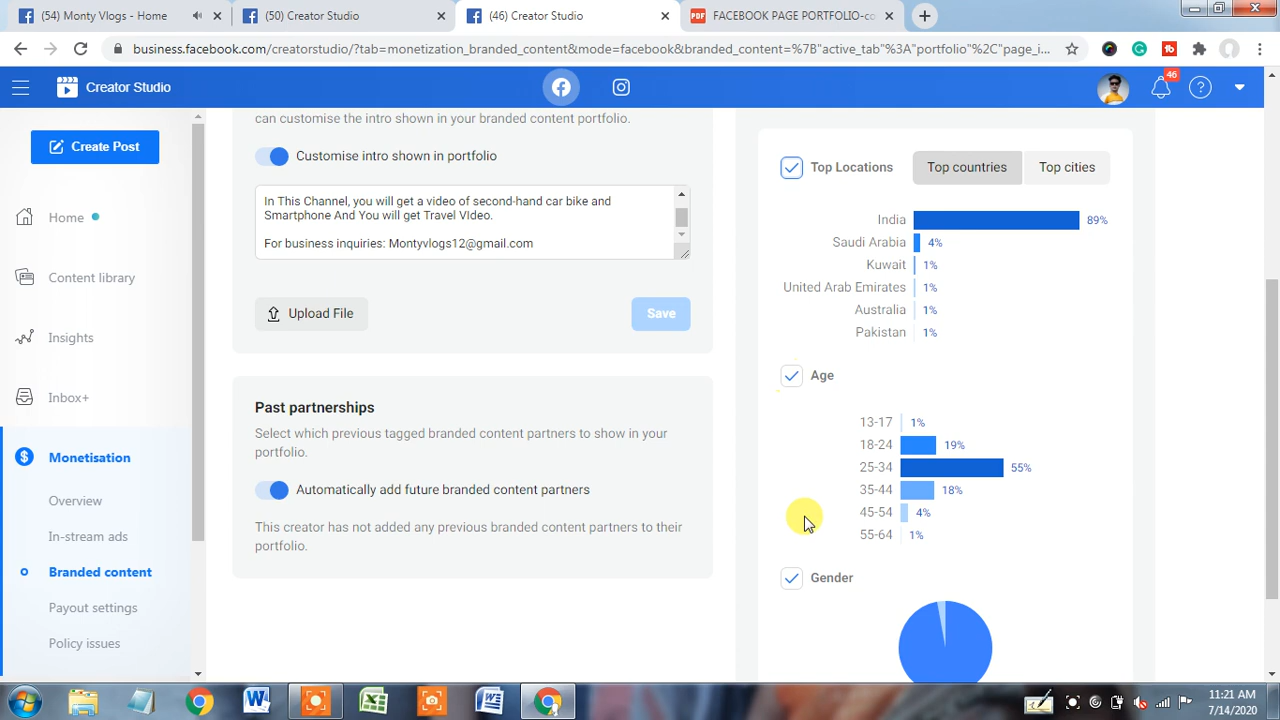 (54) Monty Vlogs - Home
(50) Creator Studio
(46) Creator Studio
PDF FACEBOOK PAGE PORTFOLIO-co
business.facebook.com/creatorstudio/?tab=monetization_branded_content&mode=facebook&branded_content=%7B"active_tab"%3A"portfolio"%2C"page_i...
Creator Studio
46
Create Post
Home
Content library
Insights
Inbox+
Monetisation
Overview
In-stream ads
Branded content
Payout settings
Policy issues
can customise the intro shown in your branded content portfolio.
Customise intro shown in portfolio
In This Channel, you will get a video of second-hand car bike and
Smartphone And You will get Travel VIdeo.
For business inquiries: Montyvlogs12@gmail.com
Upload File
Save
Past partnerships
Select which previous tagged branded content partners to show in your
portfolio.
Automatically add future branded content partners
This creator has not added any previous branded content partners to their
portfolio.
Top Locations
Top countries
Top cities
India 89%
Saudi Arabia 4%
Kuwait 1%
United Arab Emirates 1%
Australia 1%
Pakistan 1%
Age
13-17 1%
18-24 19%
25-34 55%
35-44 18%
45-54 4%
55-64 1%
Gender
11:21 AM
7/14/2020